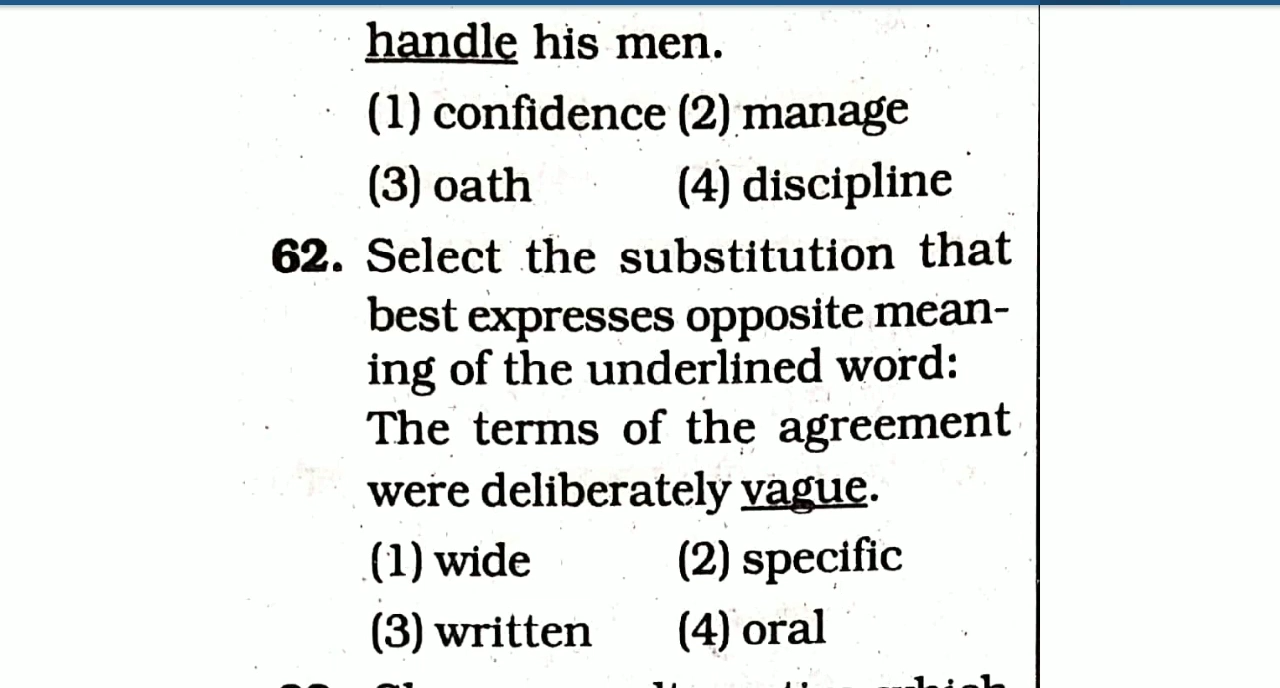 handle his men.
(1) confidence (2) manage
(3) oath (4) discipline
62. Select the substitution that
best expresses opposite mean-
ing of the underlined word:
The terms of the agreement
were deliberately vague.
(1) wide (2) specific
(3) written (4) oral
which